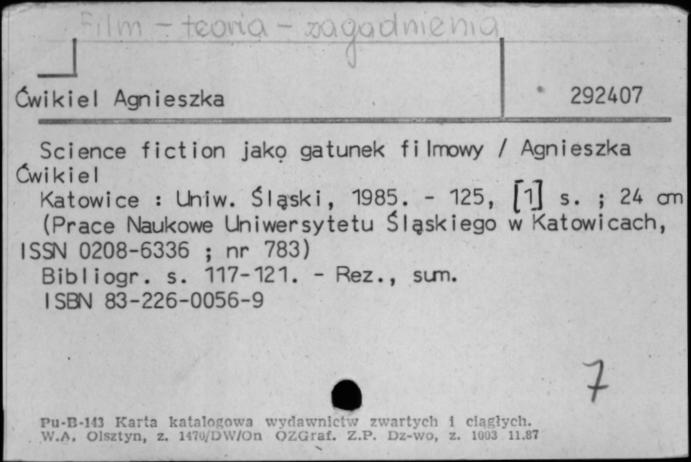 Film - teoria - zagadnienia
Ćwikiel Agnieszka
292407
Science fiction jako gatunek filmowy / Agnieszka
Ćwikiel
Katowice : Uniw. Śląski, 1985. - 125, [1] s. ; 24 cm
(Prace Naukowe Uniwersytetu Śląskiego w Katowicach,
ISSN 0208-6336 ; nr 783)
Bibliogr. s. 117-121. - Rez., sum.
ISBN 83-226-0056-9
7
Pu-B-143 Karta katalogowa wydawnictw zwartych i ciągłych.
W.A. Olsztyn, z. 1470/DW/On OZGraf. Z.P. Dz-wo, z. 1003 11.87